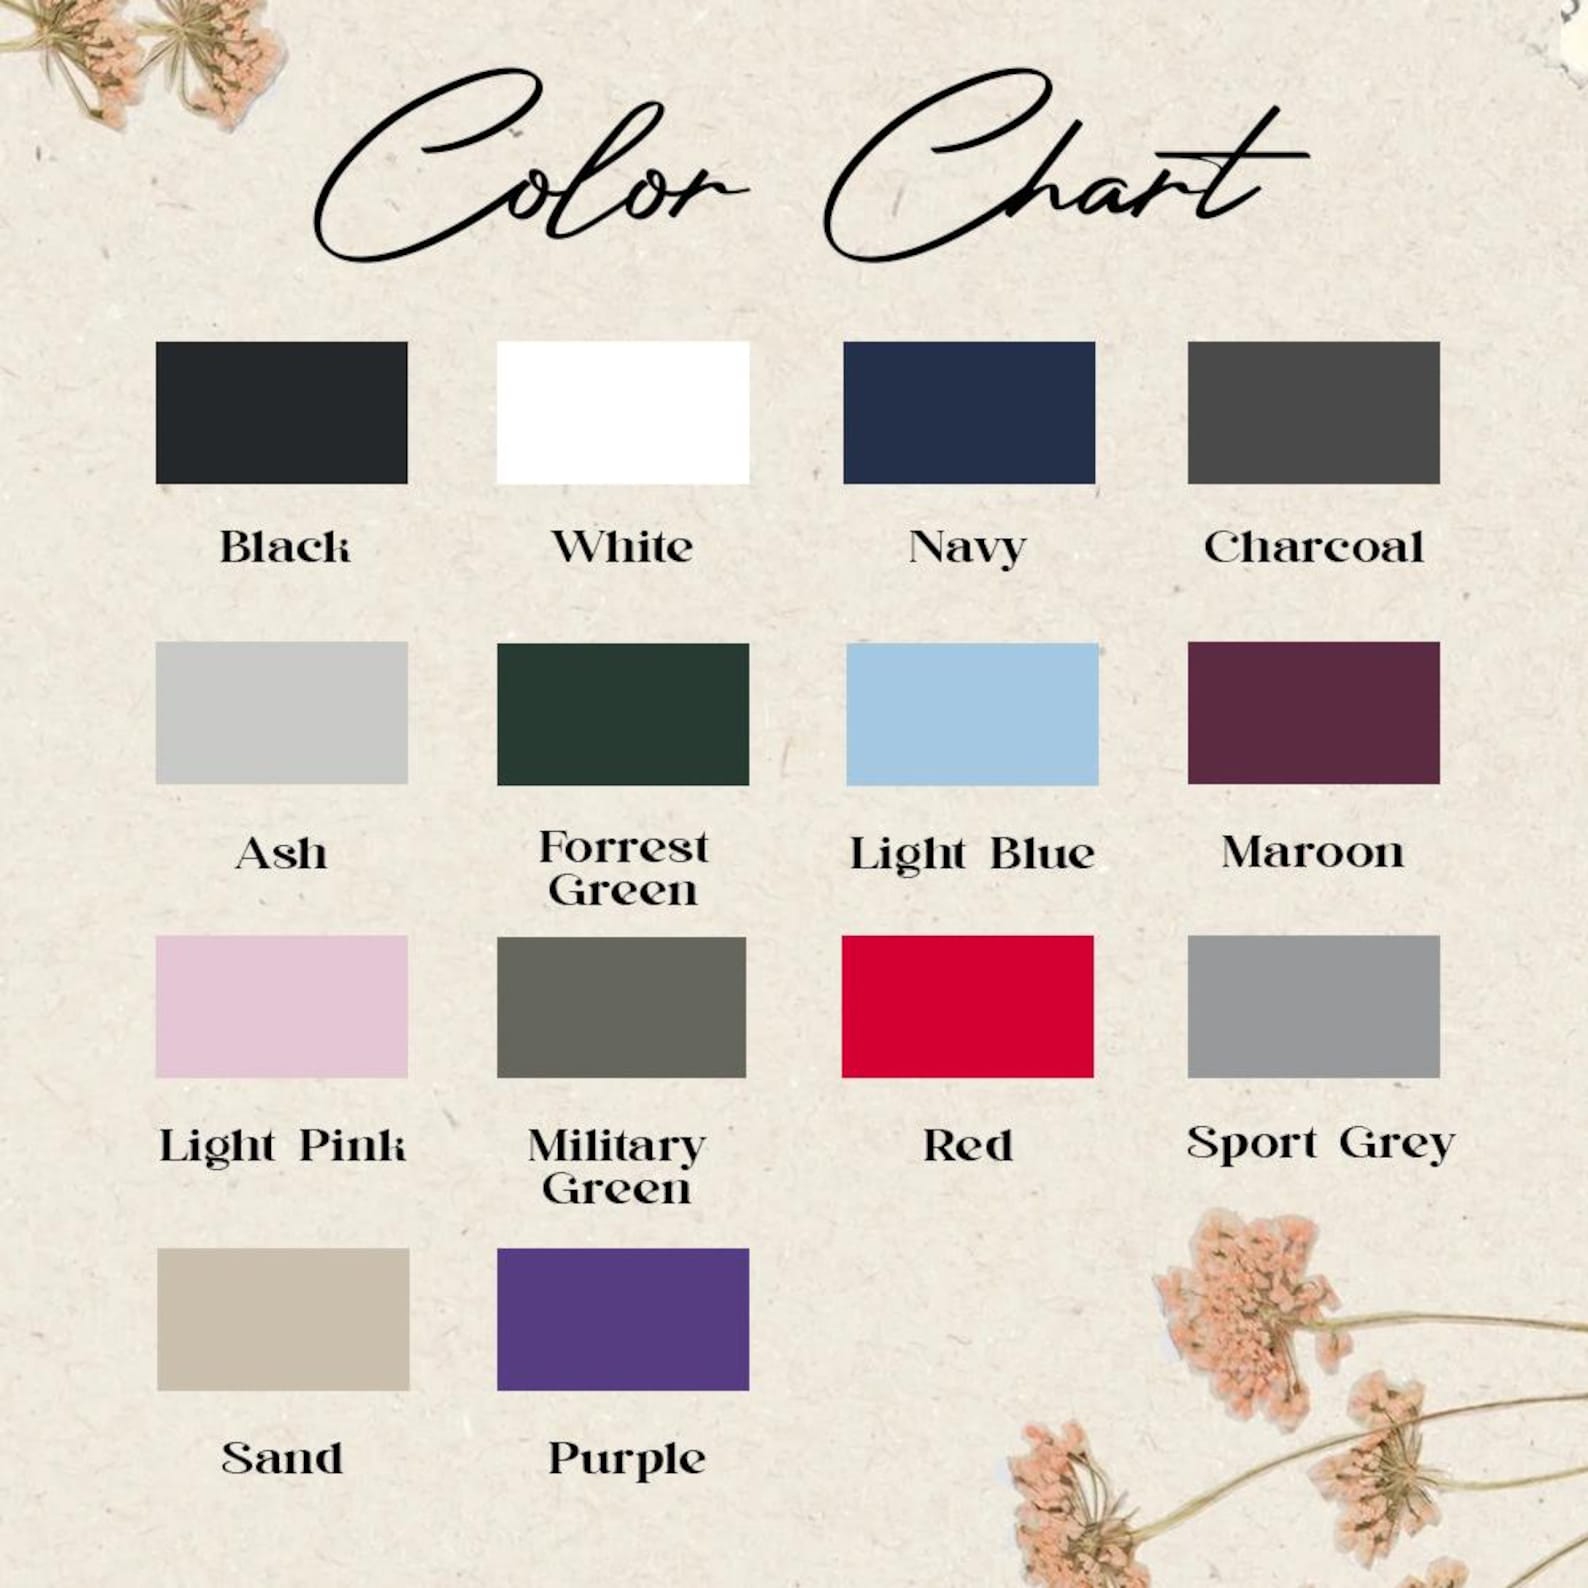 Color Chart
Black White Navy Charcoal
Ash Forrest Green Light Blue Maroon
Light Pink Military Green Red Sport Grey
Sand Purple